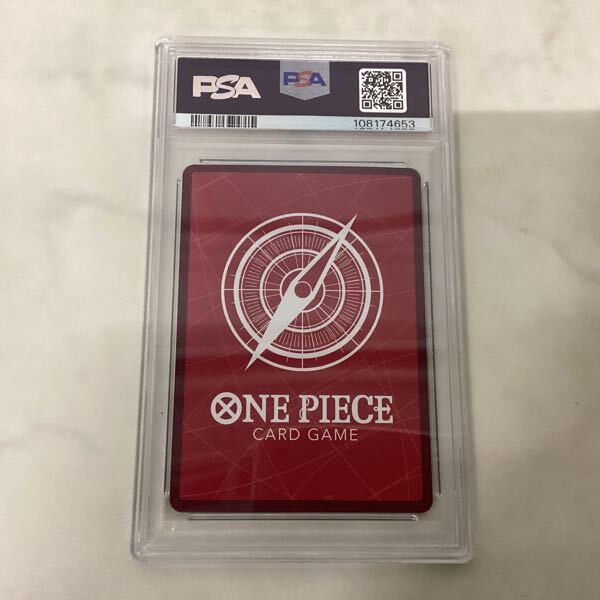 PSA PSA
108174653
ONE PIECE
CARD GAME